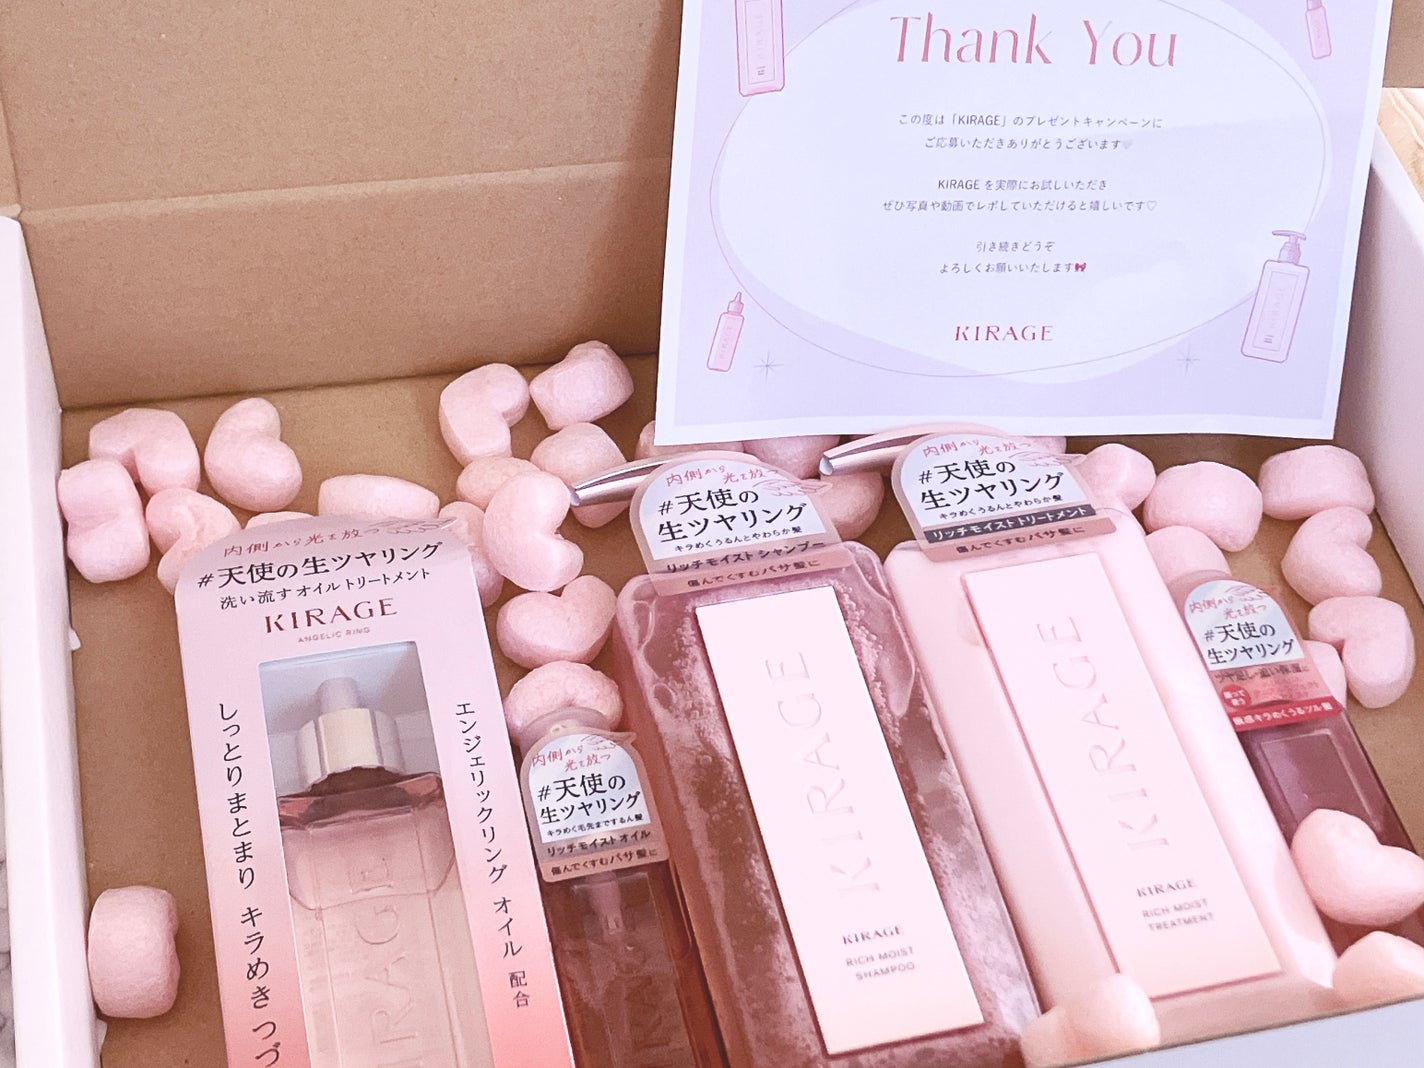 Thank You
この度は「KIRAGE」のプレゼントキャンペーンに
ご応募いただきありがとうございます♡
KIRAGE を実際にお試しいただき
ぜひ写真や動画でレポしていただけると嬉しいです♡
引き続きどうぞ
よろしくお願いいたします🎀
KIRAGE
内側から光を放つ
#天使の生ツヤリング
洗い流すオイルトリートメント
KIRAGE
ANGELIC RING
しっとりまとまり キラめき つづ
エンジェリックリング オイル 配合
KIRAGE
内側から
光を放つ
#天使の
生ツヤリング
キラめく毛先までするん髪
リッチモイスト オイル
傷んでくすむパサ髪に
内側から
光を放つ
#天使の
生ツヤリング
キラめくうるんとやわらか髪
リッチモイスト シャンプー
傷んでくすむパサ髪に
KIRAGE
KIRAGE
RICH MOIST
SHAMPOO
内側から
光を放つ
#天使の
生ツヤリング
キラめくうるんとやわらか髪
リッチモイスト トリートメント
傷んでくすむパサ髪に
KIRAGE
KIRAGE
RICH MOIST
TREATMENT
内側から
光を放つ
#天使の
生ツヤリング